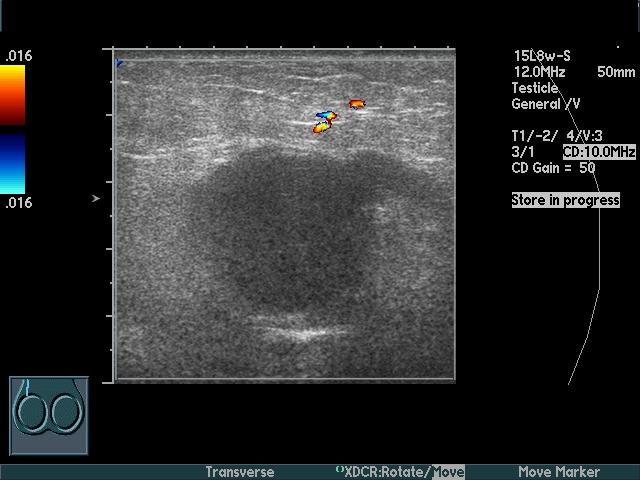 .016
.016
15L8w-S
12.0MHz 50mm
Testicle
General /V
T1/-2/ 4/V:3
3/1 CD:10.0MHz
CD Gain = 50
Store in progress
Transverse XDCR:Rotate/Move Move Marker